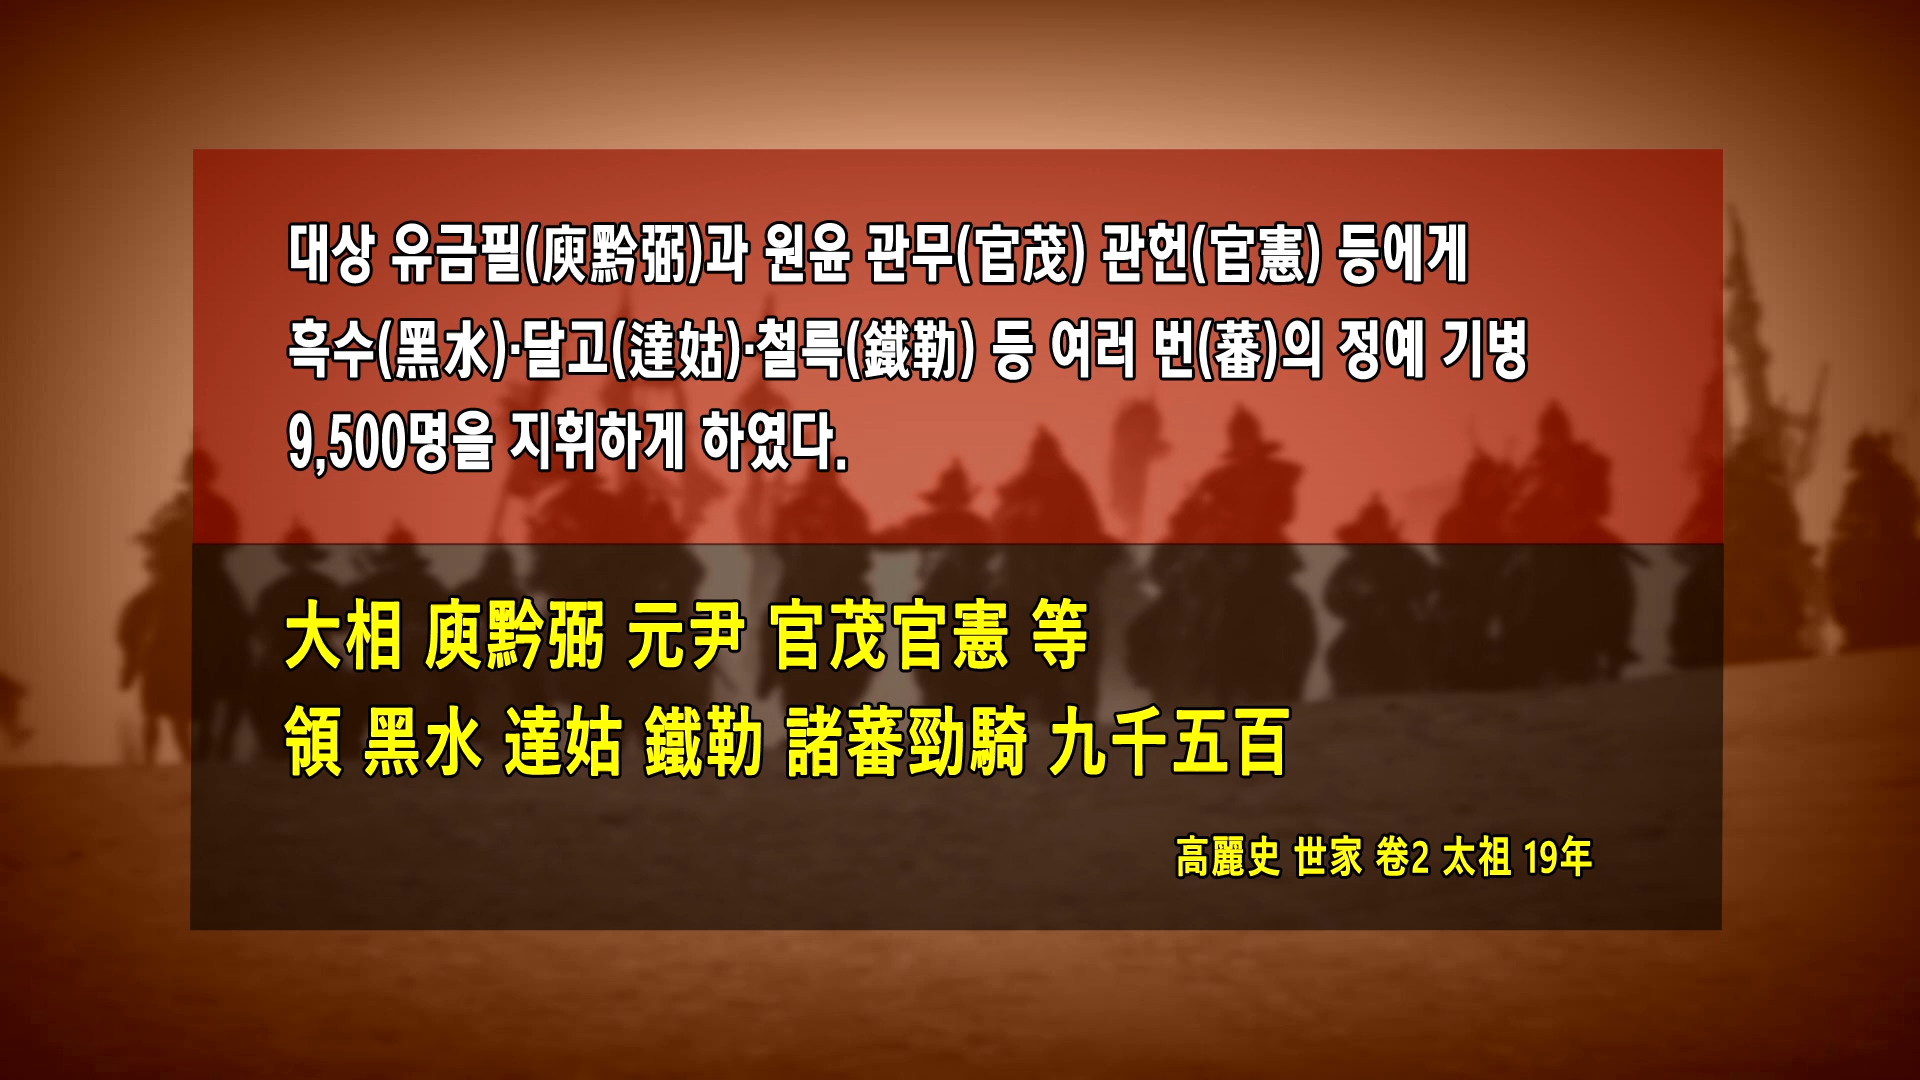 대상 유금필(庾黔弼)과 원윤 관무(官茂) 관헌(官憲) 등에게
흑수(黑水)·달고(達姑)·철륵(鐵勒) 등 여러 번(蕃)의 정예 기병
9,500명을 지휘하게 하였다.
大相 庾黔弼 元尹 官茂官憲 等
領 黑水 達姑 鐵勒 諸蕃勁騎 九千五百
高麗史 世家 卷2 太祖 19年